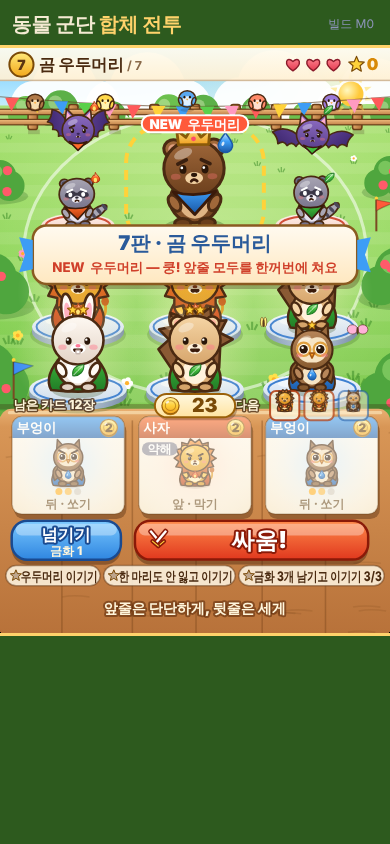 동물 군단 합체 전투
빌드 M0
7 곰 우두머리 / 7
0
NEW 우두머리
7판 · 곰 우두머리
NEW 우두머리 — 쿵! 앞줄 모두를 한꺼번에 쳐요
남은 카드 12장
23
다음
부엉이 2
사자 2
부엉이 2
약해
뒤 · 쏘기
앞 · 막기
뒤 · 쏘기
넘기기
금화 1
싸움!
우두머리 이기기
한 마리도 안 잃고 이기기
금화 3개 남기고 이기기 3/3
앞줄은 단단하게, 뒷줄은 세게